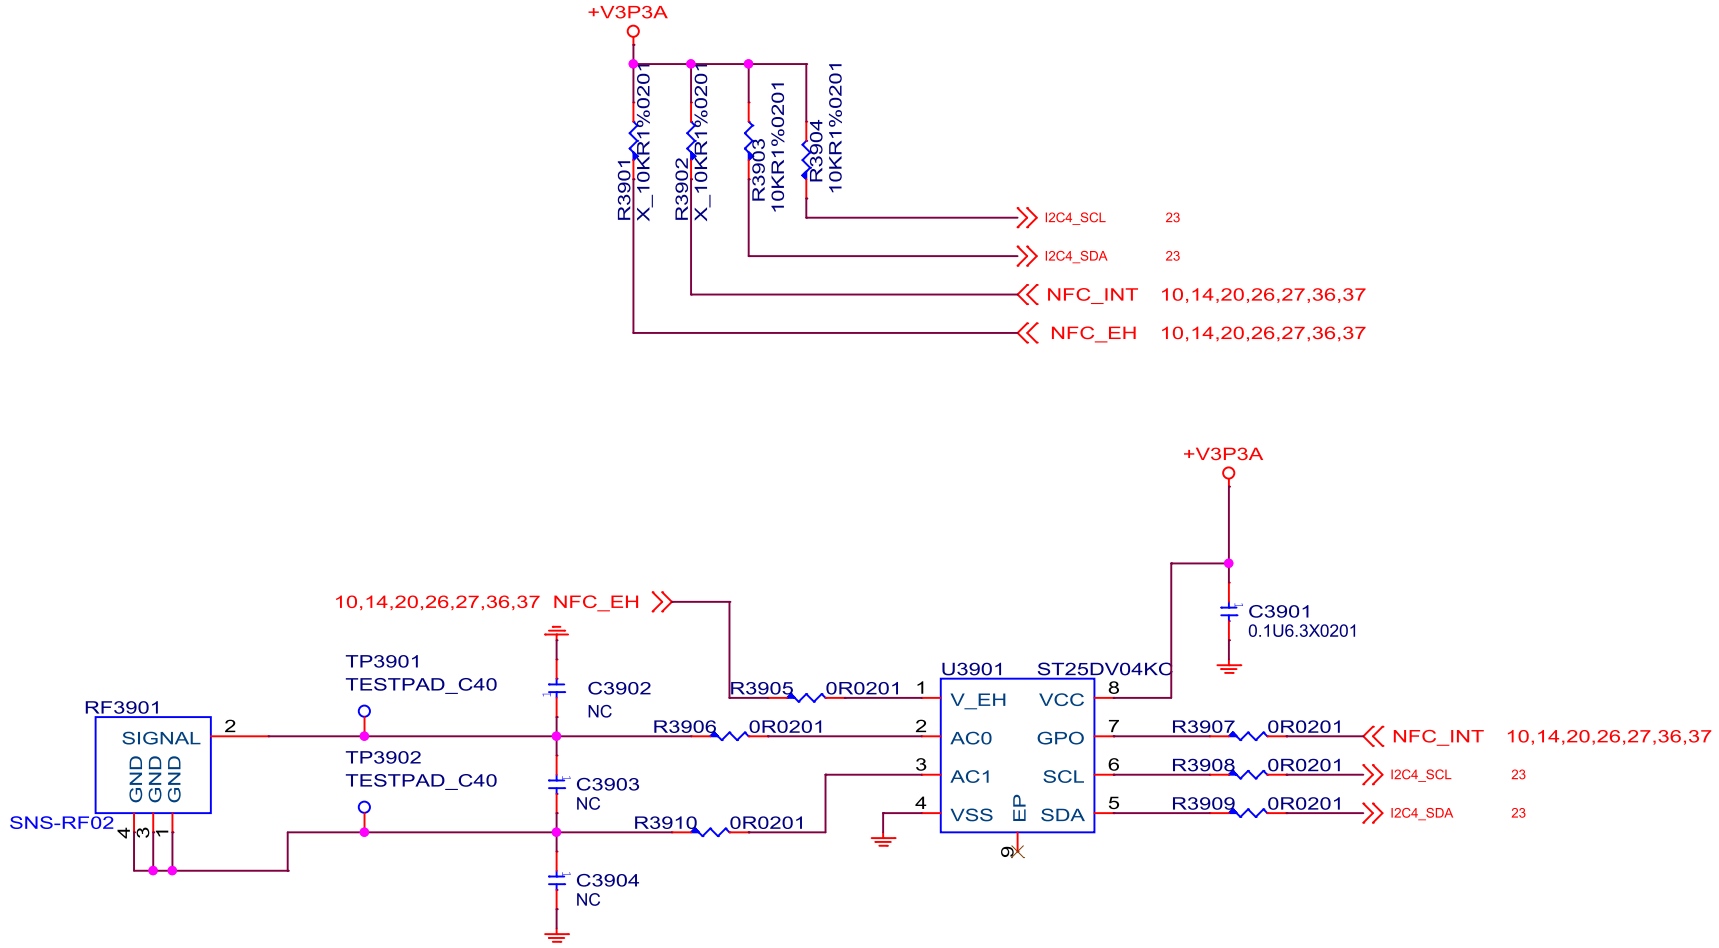 +V3P3A
R3901
X_10KR1%0201
R3902
X_10KR1%0201
R3903
10KR1%0201
R3904
10KR1%0201
I2C4_SCL 23
I2C4_SDA 23
NFC_INT 10,14,20,26,27,36,37
NFC_EH 10,14,20,26,27,36,37
+V3P3A
C3901
0.1U6.3X0201
1
10,14,20,26,27,36,37 NFC_EH
TP3901
TESTPAD_C40
C3902
NC
1
R3905 0R0201
U3901 ST25DV04KC
1 V_EH VCC 8
RF3901
SIGNAL 2
R3906 0R0201
2 AC0 GPO 7
R3907 0R0201
NFC_INT 10,14,20,26,27,36,37
TP3902
TESTPAD_C40
C3903
NC
1
3 AC1 SCL 6
R3908 0R0201
I2C4_SCL 23
GND
GND
GND
SNS-RF02
4
3
1
R3910 0R0201
4 VSS EP SDA 5
R3909 0R0201
I2C4_SDA 23
9
C3904
NC
1